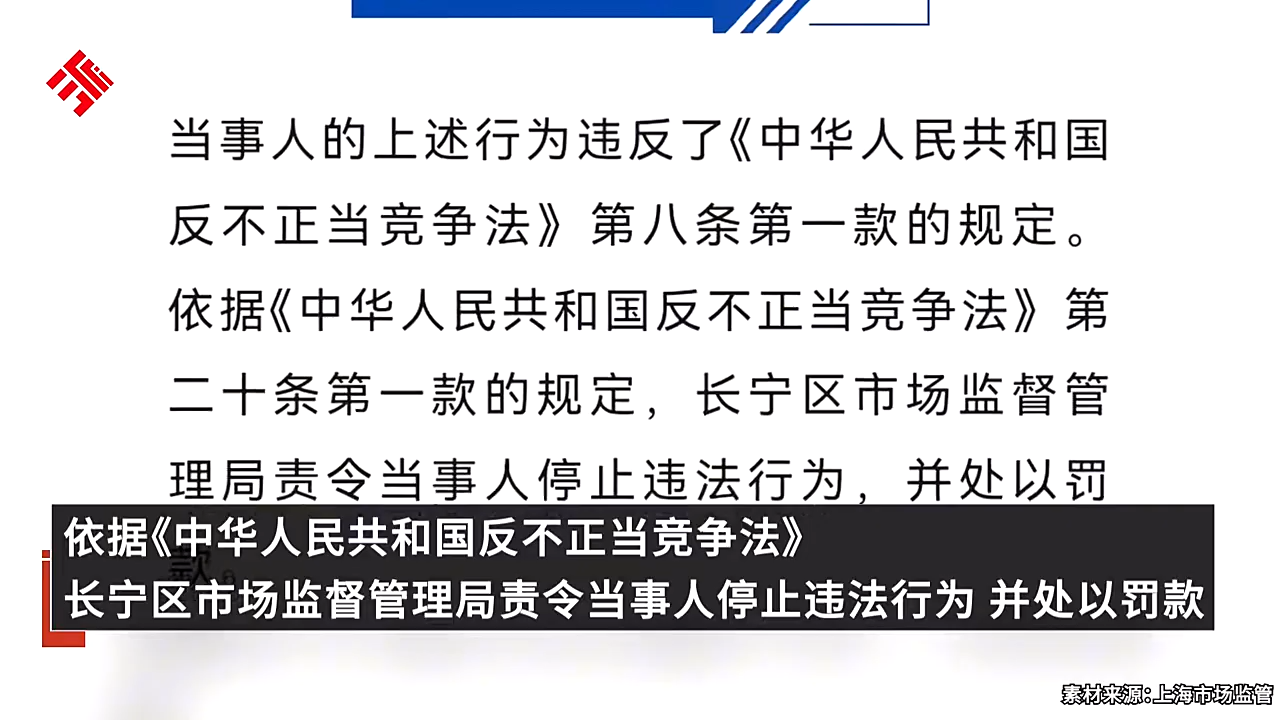 当事人的上述行为违反了《中华人民共和国
反不正当竞争法》第八条第一款的规定。
依据《中华人民共和国反不正当竞争法》第
二十条第一款的规定，长宁区市场监督管
理局责令当事人停止违法行为，并处以罚
款。
依据《中华人民共和国反不正当竞争法》
长宁区市场监督管理局责令当事人停止违法行为 并处以罚款
素材来源：上海市场监管